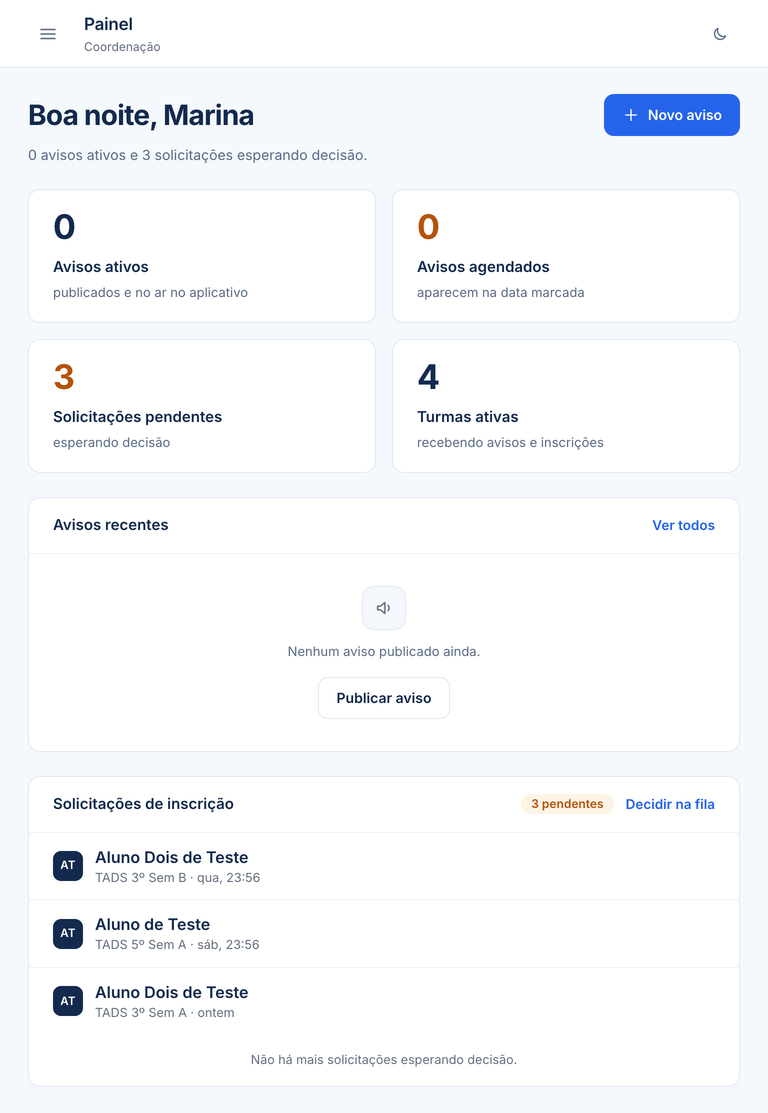 Painel
Coordenação
Boa noite, Marina
Novo aviso
0 avisos ativos e 3 solicitações esperando decisão.
0
Avisos ativos
publicados e no ar no aplicativo
0
Avisos agendados
aparecem na data marcada
3
Solicitações pendentes
esperando decisão
4
Turmas ativas
recebendo avisos e inscrições
Avisos recentes
Ver todos
Nenhum aviso publicado ainda.
Publicar aviso
Solicitações de inscrição
3 pendentes
Decidir na fila
AT
Aluno Dois de Teste
TADS 3º Sem B · qua, 23:56
AT
Aluno de Teste
TADS 5º Sem A · sáb, 23:56
AT
Aluno Dois de Teste
TADS 3º Sem A · ontem
Não há mais solicitações esperando decisão.